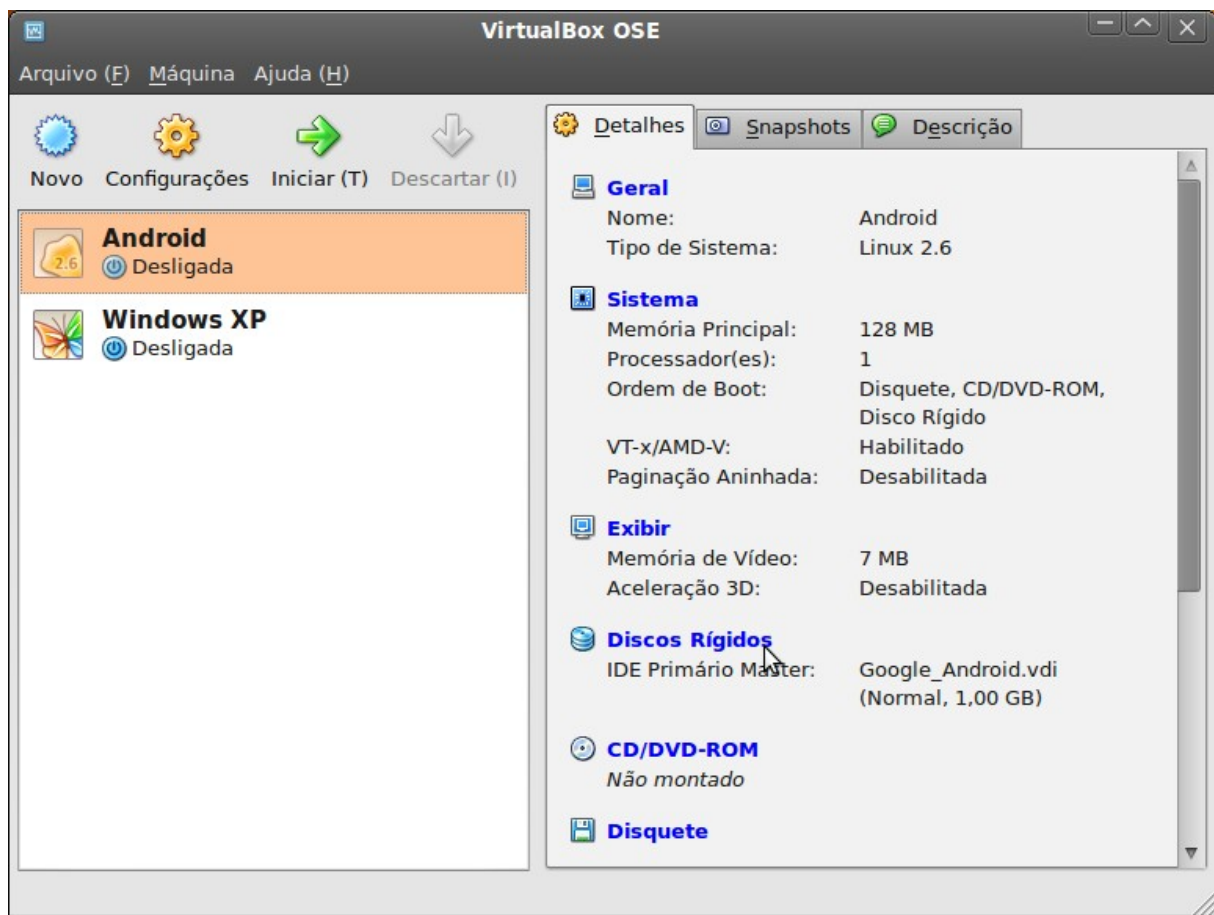 VirtualBox OSE
Arquivo (F) Máquina Ajuda (H)
Novo Configurações Iniciar (T) Descartar (I)
Android
2.6
Desligada
Windows XP
Desligada
Detalhes Snapshots Descrição
Geral
Nome: Android
Tipo de Sistema: Linux 2.6
Sistema
Memória Principal: 128 MB
Processador(es): 1
Ordem de Boot: Disquete, CD/DVD-ROM,
Disco Rígido
VT-x/AMD-V: Habilitado
Paginação Aninhada: Desabilitada
Exibir
Memória de Vídeo: 7 MB
Aceleração 3D: Desabilitada
Discos Rígidos
IDE Primário Master: Google_Android.vdi
(Normal, 1,00 GB)
CD/DVD-ROM
Não montado
Disquete